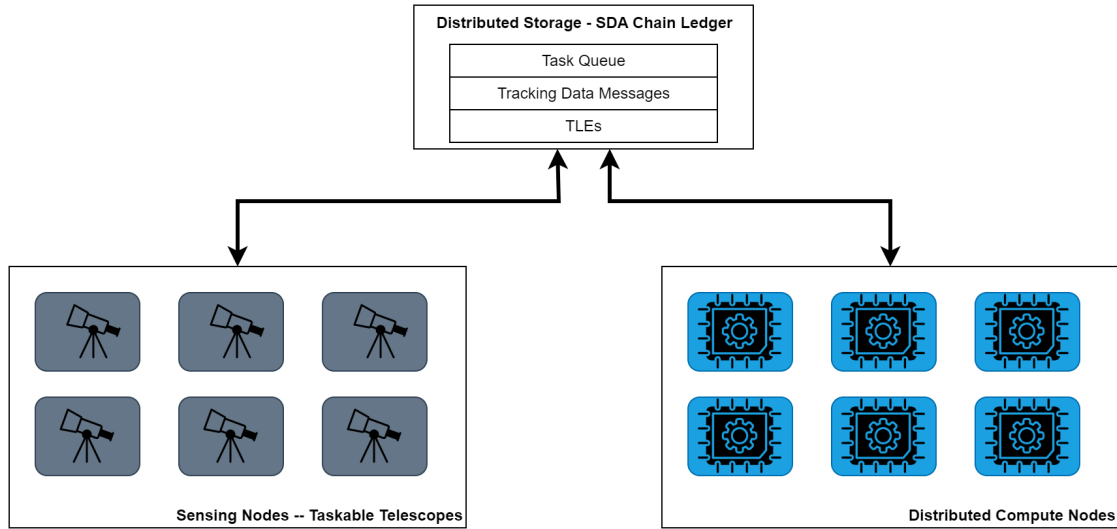 Distributed Storage - SDA Chain Ledger
Task Queue
Tracking Data Messages
TLEs
Sensing Nodes -- Taskable Telescopes
Distributed Compute Nodes